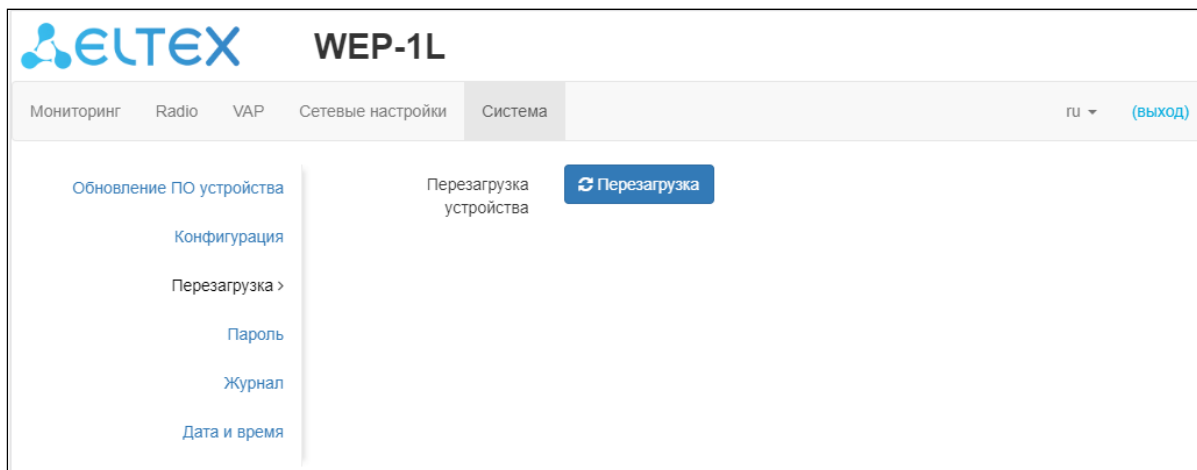 ELTEX WEP-1L
Мониторинг Radio VAP Сетевые настройки Система ru (выход)
Обновление ПО устройства
Конфигурация
Перезагрузка >
Пароль
Журнал
Дата и время
Перезагрузка
устройства
Перезагрузка